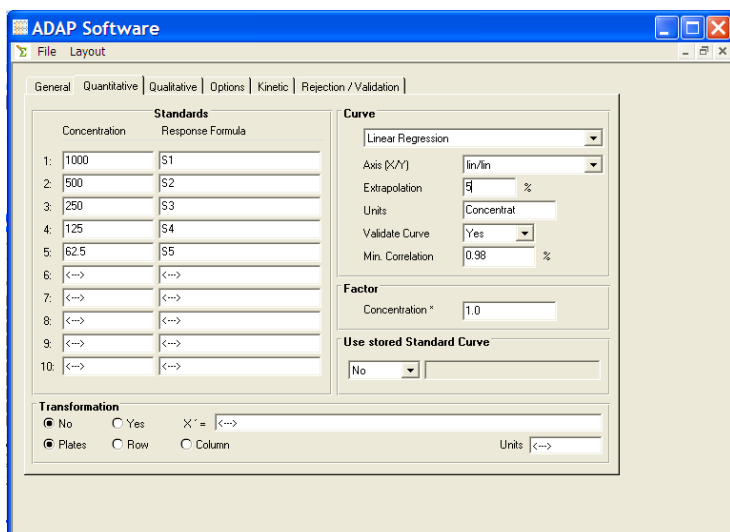 ADAP Software
File Layout
General Quantitative Qualitative Options Kinetic Rejection / Validation
Standards
Concentration Response Formula
1: 1000 S1
2: 500 S2
3: 250 S3
4: 125 S4
5: 62.5 S5
6: <---> <--->
7: <---> <--->
8: <---> <--->
9: <---> <--->
10: <---> <--->
Curve
Linear Regression
Axis (X/Y) lin/lin
Extrapolation 5 %
Units Concentrat
Validate Curve Yes
Min. Correlation 0.98 %
Factor
Concentration * 1.0
Use stored Standard Curve
No
Transformation
No Yes X´= <--->
Plates Row Column Units <--->